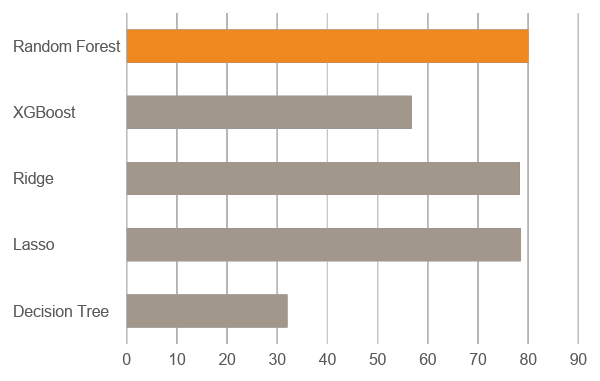 Random Forest
XGBoost
Ridge
Lasso
Decision Tree
0 10 20 30 40 50 60 70 80 90